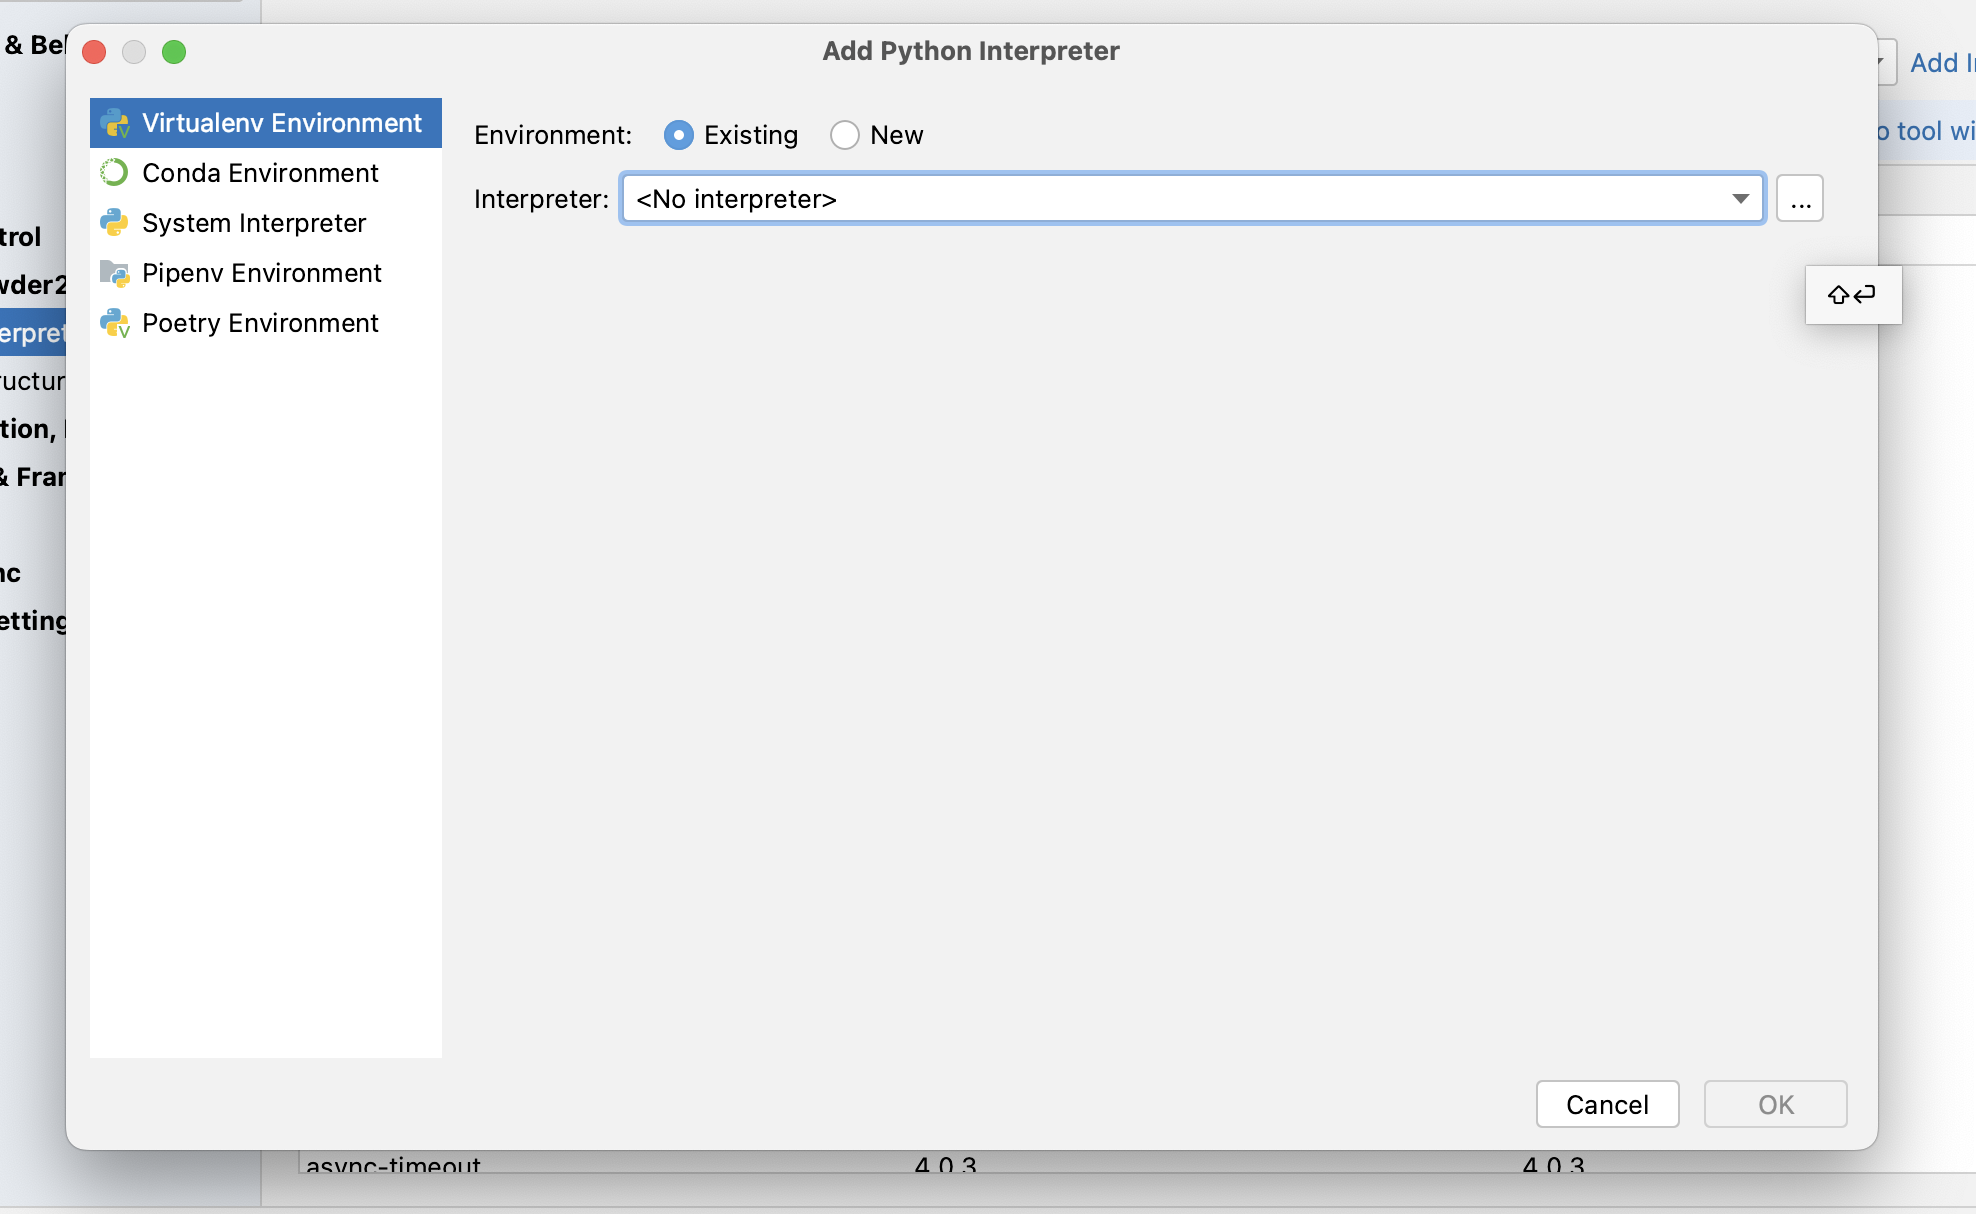 & Bel
Add Python Interpreter
Add I
Virtualenv Environment
Environment:
Existing
New
o tool wi
Conda Environment
Interpreter:
<No interpreter>
...
System Interpreter
trol
Pipenv Environment
wder2
⇧⏎
Poetry Environment
erpret
ructur
tion,
& Fran
nc
etting
Cancel
OK
async-timeout
4.0.3
4.0.3